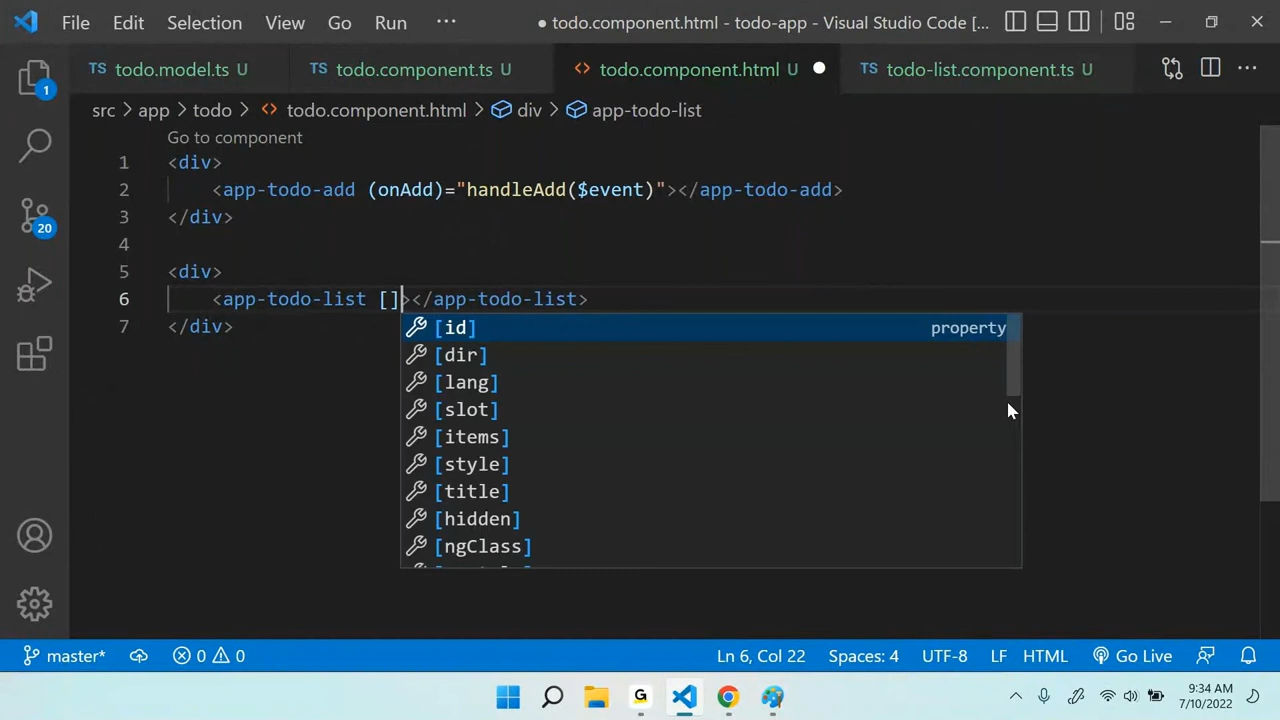 File Edit Selection View Go Run ··· ● todo.component.html - todo-app - Visual Studio Code [...
TS todo.model.ts U TS todo.component.ts U <> todo.component.html U ● TS todo-list.component.ts U ···
src > app > todo > <> todo.component.html > div > app-todo-list
Go to component
1 <div>
2 <app-todo-add (onAdd)="handleAdd($event)"></app-todo-add>
3 </div>
4
5 <div>
6 <app-todo-list []></app-todo-list>
7 </div>
[id] property
[dir]
[lang]
[slot]
[items]
[style]
[title]
[hidden]
[ngClass]
1
20
master* 0 0 Ln 6, Col 22 Spaces: 4 UTF-8 LF HTML Go Live
G
9:34 AM
7/10/2022